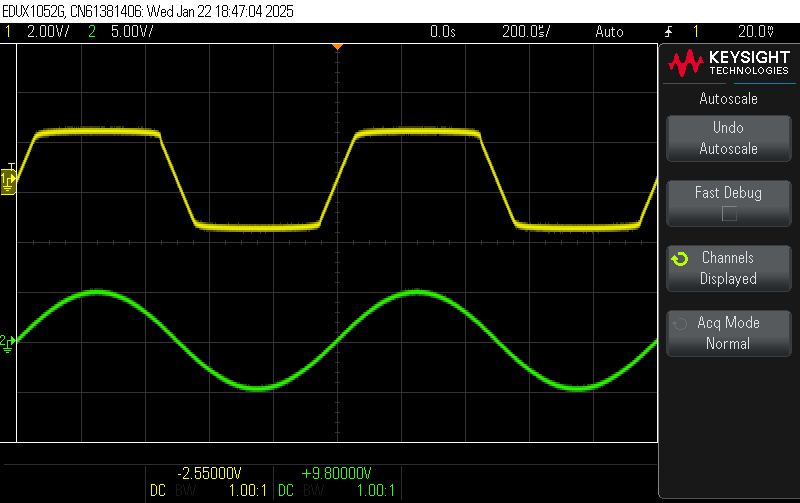 EDUX1052G, CN61381406: Wed Jan 22 18:47:04 2025
1 2.00V/ 2 5.00V/ 0.0s 200.0µs/ Auto 1 20.0mV
KEYSIGHT
TECHNOLOGIES
Autoscale
Undo
Autoscale
Fast Debug
Channels
Displayed
Acq Mode
Normal
T
1
2
-2.55000V +9.80000V
DC BW 1.00:1 DC BW 1.00:1